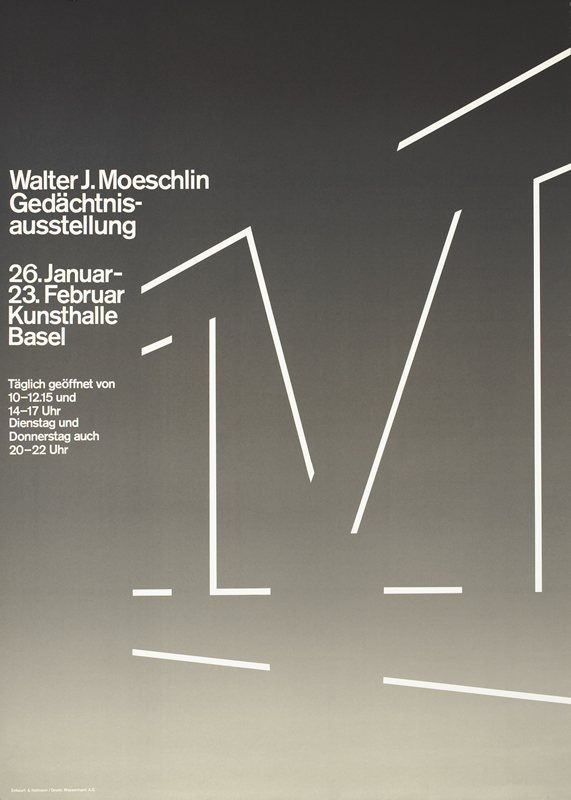 Walter J. Moeschlin
Gedächtnis-
ausstellung
26. Januar-
23. Februar
Kunsthalle
Basel
Täglich geöffnet von
10–12.15 und
14–17 Uhr
Dienstag und
Donnerstag auch
20–22 Uhr